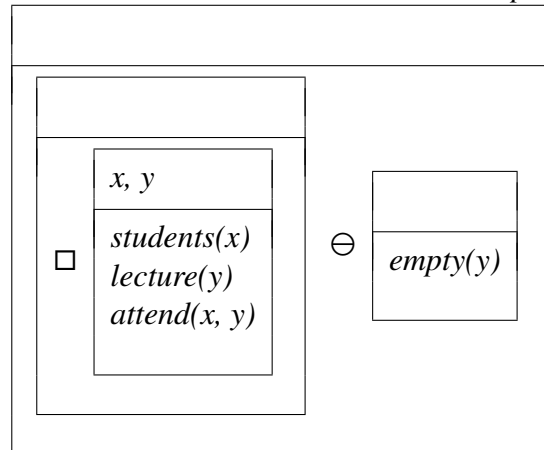 x, y
students(x)
lecture(y)
attend(x, y)
□
⊖
empty(y)